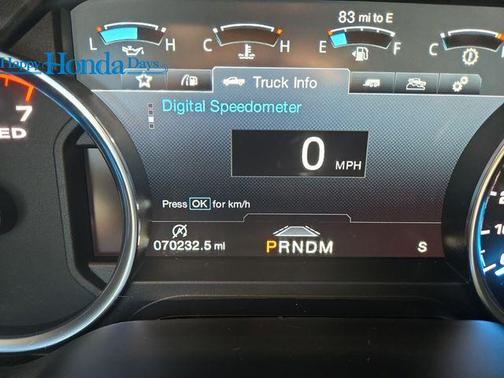 83 mi to E
L H C H E F C H
Happy Honda Days
Truck Info
Digital Speedometer
7
0 MPH
Press OK for km/h
070232.5 mi
PRNDM
S